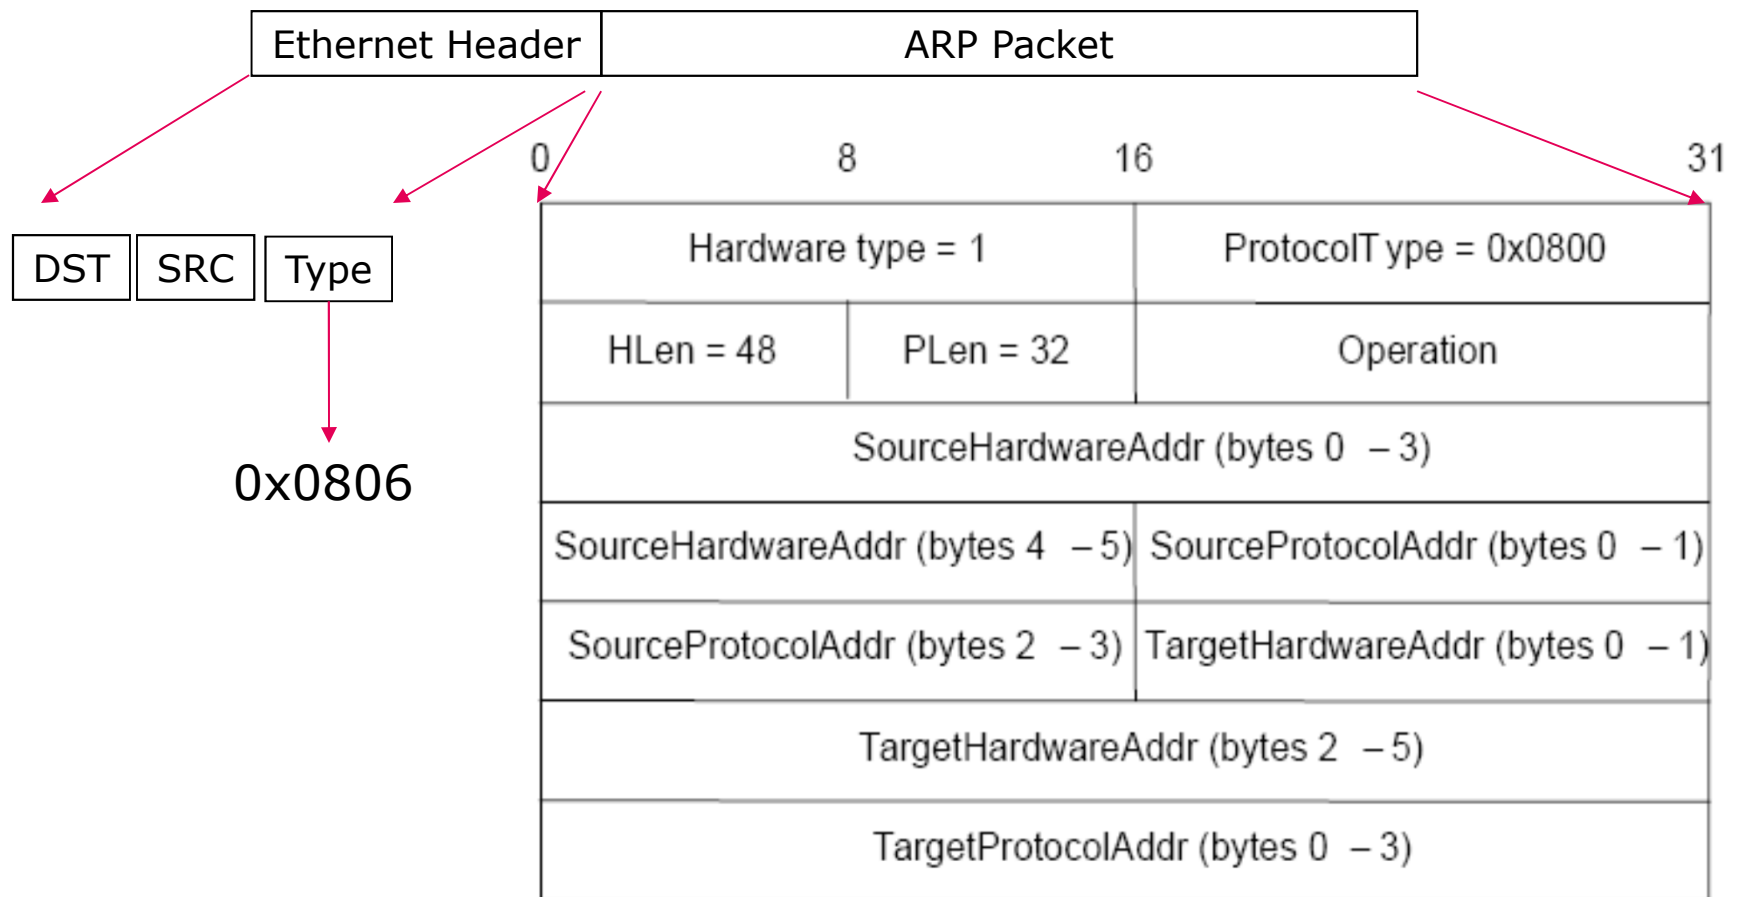 Ethernet Header ARP Packet
0 8 16 31
DST SRC Type
Hardware type = 1 ProtocolType = 0x0800
HLen = 48 PLen = 32 Operation
SourceHardwareAddr (bytes 0 – 3)
0x0806
SourceHardwareAddr (bytes 4 – 5) SourceProtocolAddr (bytes 0 – 1)
SourceProtocolAddr (bytes 2 – 3) TargetHardwareAddr (bytes 0 – 1)
TargetHardwareAddr (bytes 2 – 5)
TargetProtocolAddr (bytes 0 – 3)